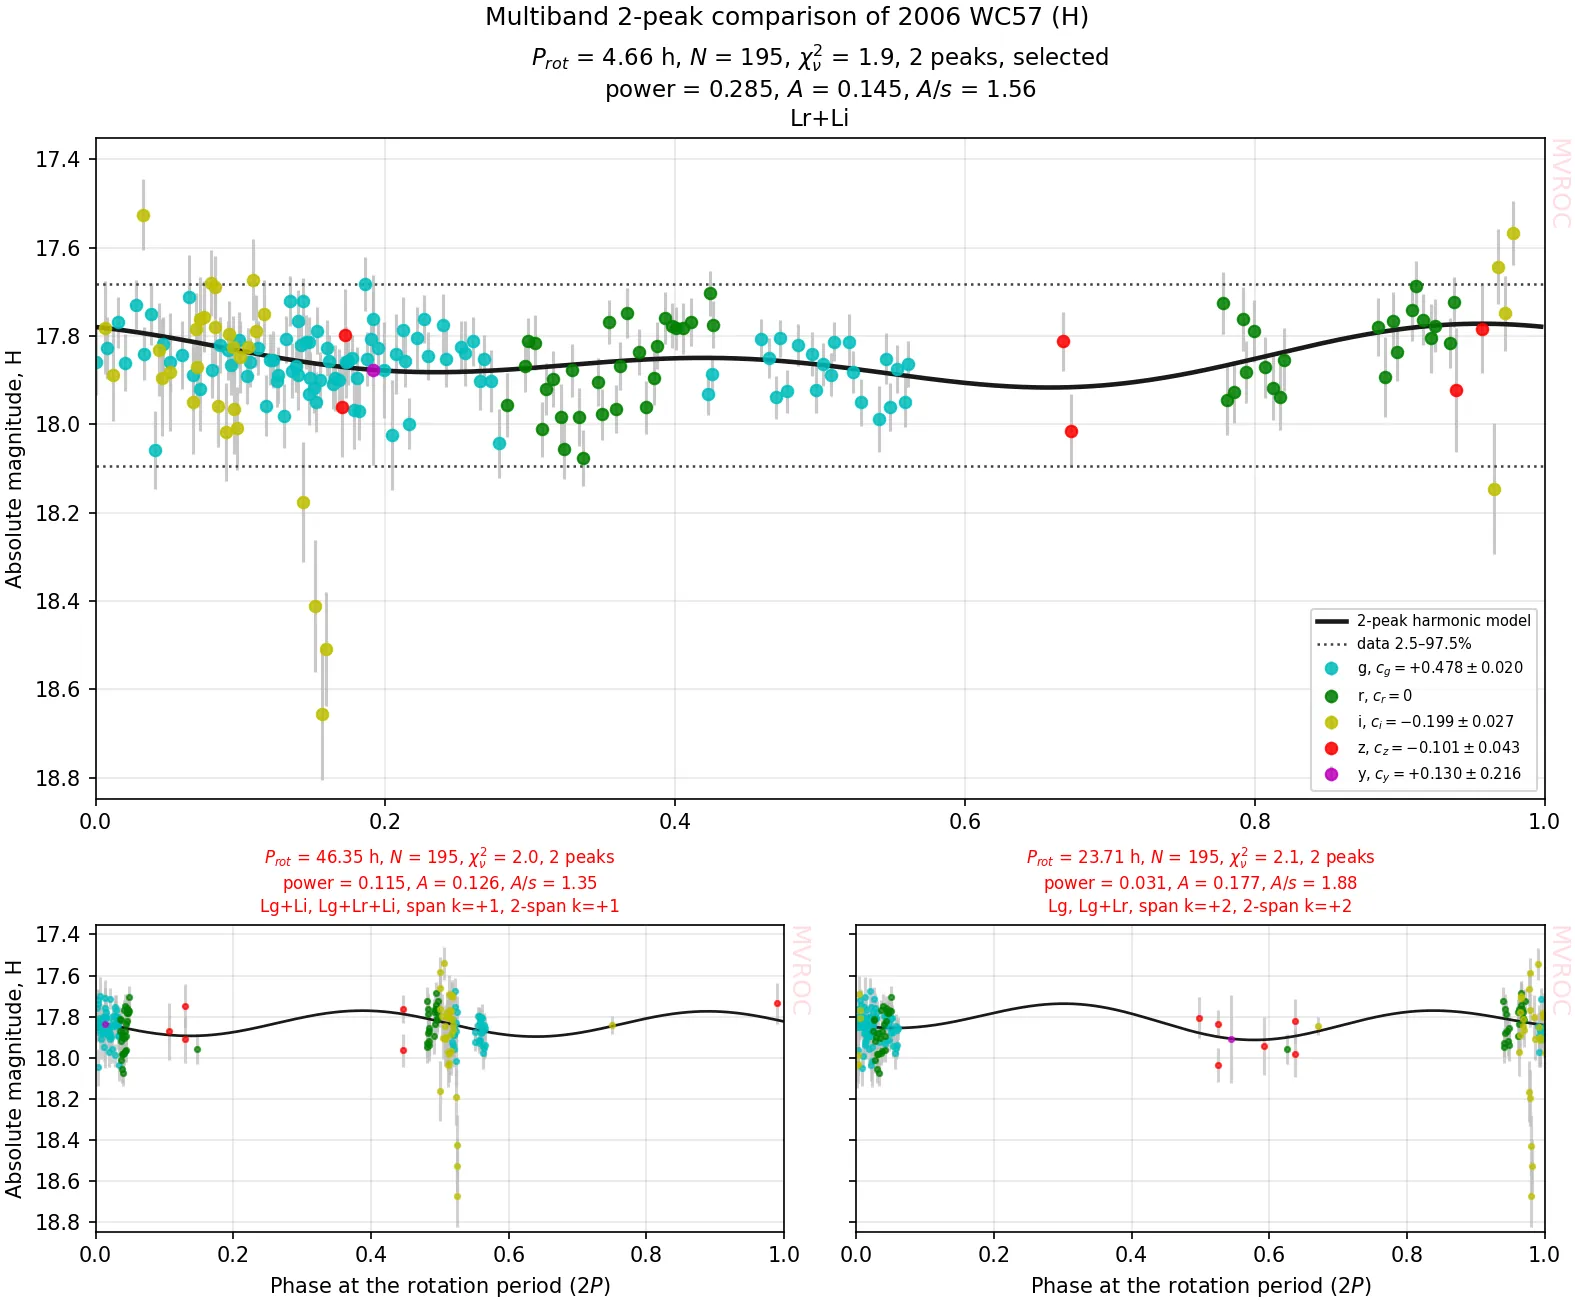 Multiband 2-peak comparison of 2006 WC57 (H)
P_rot = 4.66 h, N = 195, χ²_ν = 1.9, 2 peaks, selected
power = 0.285, A = 0.145, A/s = 1.56
Lr+Li
MVROC
Absolute magnitude, H
17.4
17.6
17.8
18.0
18.2
18.4
18.6
18.8
2-peak harmonic model
data 2.5–97.5%
g, c_g = +0.478 ± 0.020
r, c_r = 0
i, c_i = −0.199 ± 0.027
z, c_z = −0.101 ± 0.043
y, c_y = +0.130 ± 0.216
0.0 0.2 0.4 0.6 0.8 1.0
P_rot = 46.35 h, N = 195, χ²_ν = 2.0, 2 peaks
power = 0.115, A = 0.126, A/s = 1.35
Lg+Li, Lg+Lr+Li, span k=+1, 2-span k=+1
MVROC
Absolute magnitude, H
17.4
17.6
17.8
18.0
18.2
18.4
18.6
18.8
0.0 0.2 0.4 0.6 0.8 1.0
Phase at the rotation period (2P)
P_rot = 23.71 h, N = 195, χ²_ν = 2.1, 2 peaks
power = 0.031, A = 0.177, A/s = 1.88
Lg, Lg+Lr, span k=+2, 2-span k=+2
MVROC
0.0 0.2 0.4 0.6 0.8 1.0
Phase at the rotation period (2P)